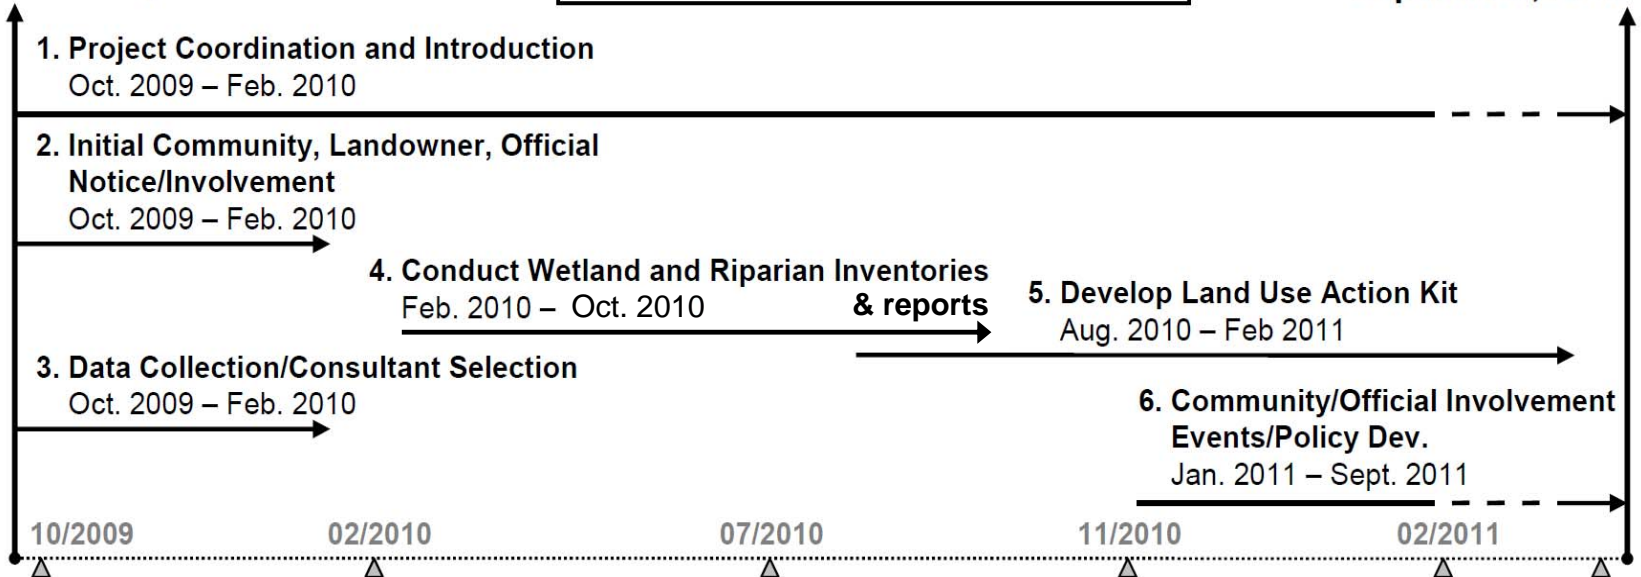 1. Project Coordination and Introduction
Oct. 2009 – Feb. 2010
2. Initial Community, Landowner, Official
Notice/Involvement
Oct. 2009 – Feb. 2010
4. Conduct Wetland and Riparian Inventories
Feb. 2010 – Oct. 2010 & reports
5. Develop Land Use Action Kit
Aug. 2010 – Feb 2011
3. Data Collection/Consultant Selection
Oct. 2009 – Feb. 2010
6. Community/Official Involvement
Events/Policy Dev.
Jan. 2011 – Sept. 2011
10/2009 02/2010 07/2010 11/2010 02/2011